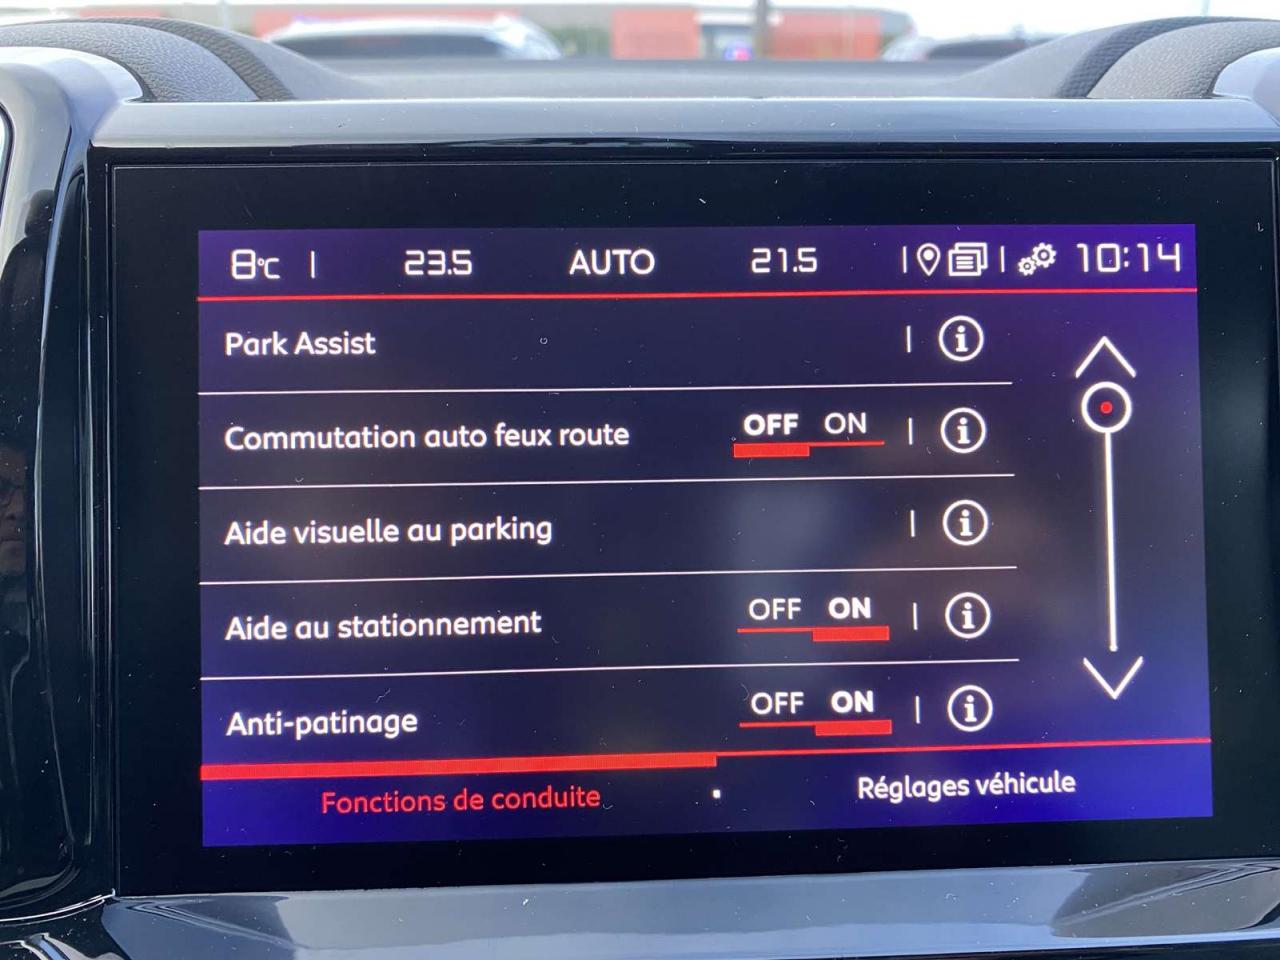 8°C | 23.5 AUTO 21.5 10:14
Park Assist
Commutation auto feux route OFF ON
Aide visuelle au parking
Aide au stationnement OFF ON
Anti-patinage OFF ON
Fonctions de conduite Réglages véhicule